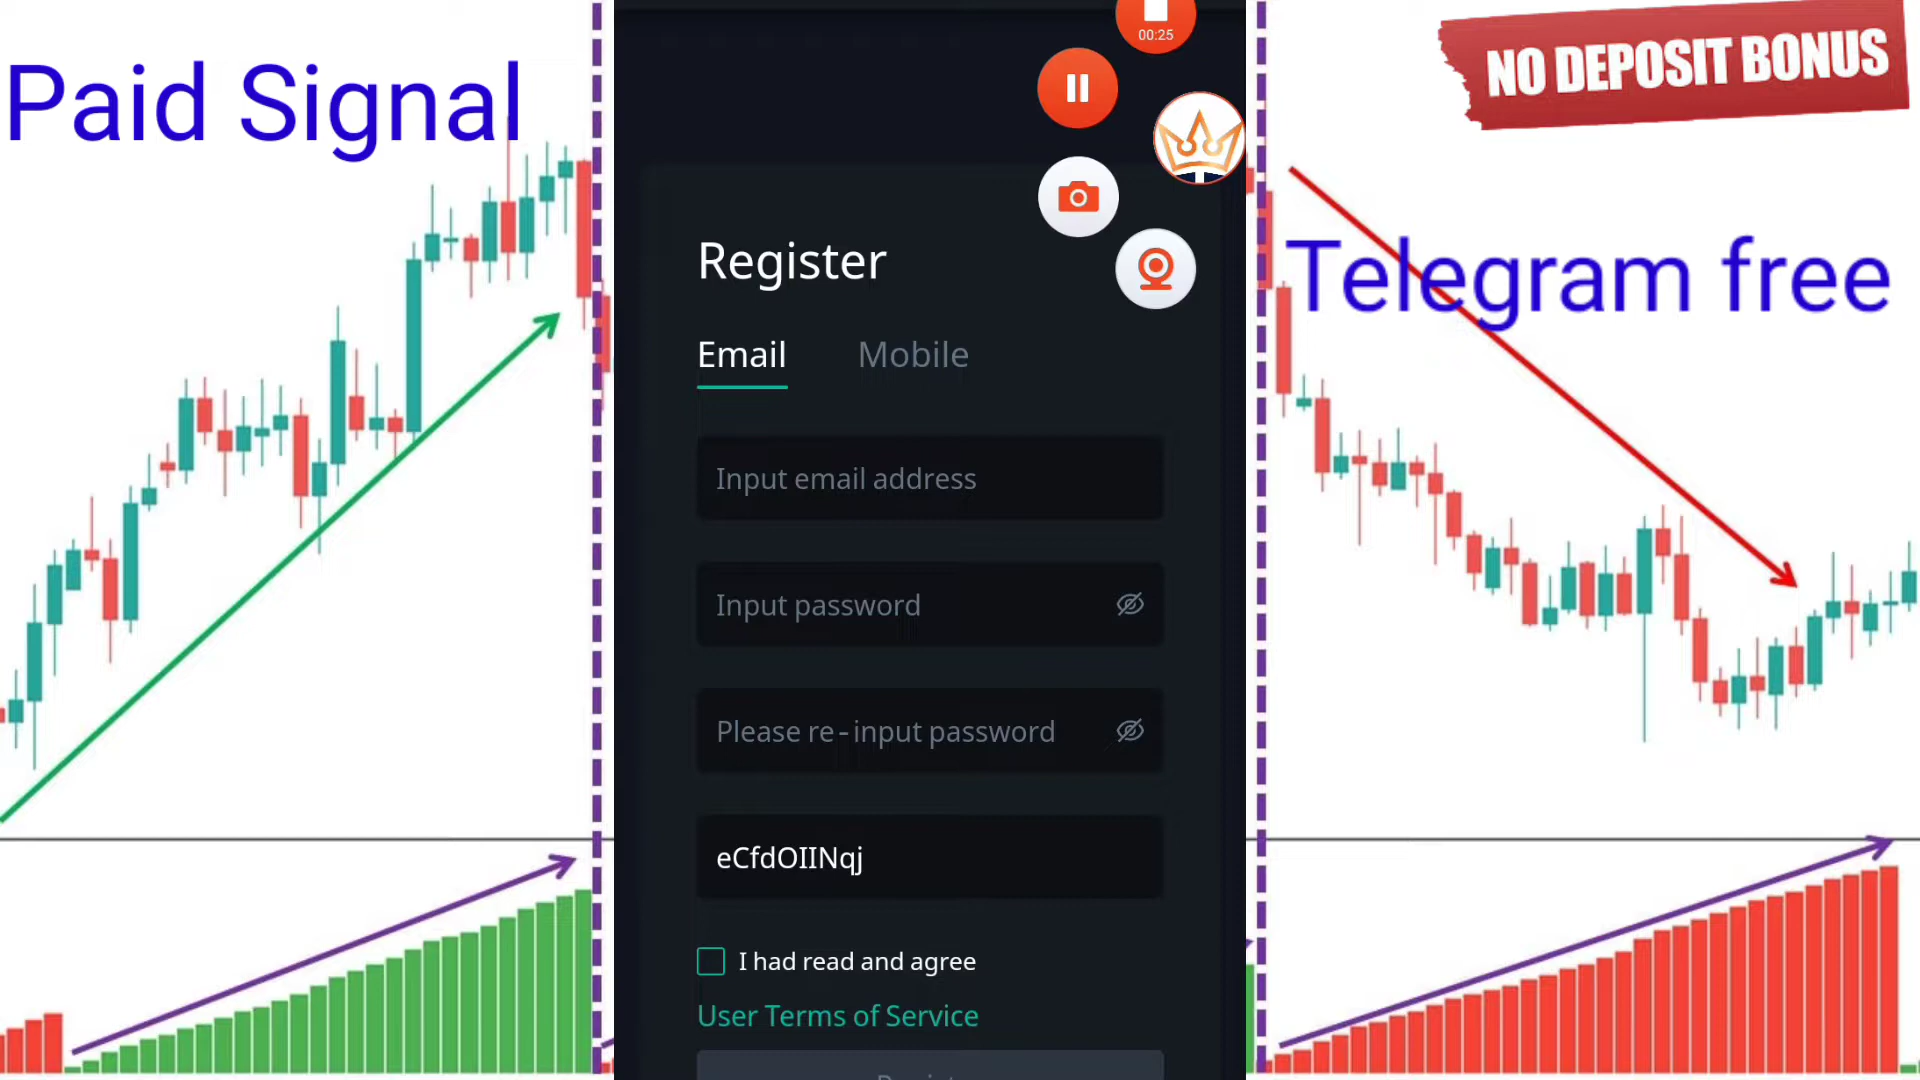 Paid Signal
00:25
NO DEPOSIT BONUS
Telegram free
Register
Email Mobile
Input email address
Input password
Please re-input password
eCfdOIINqj
I had read and agree
User Terms of Service